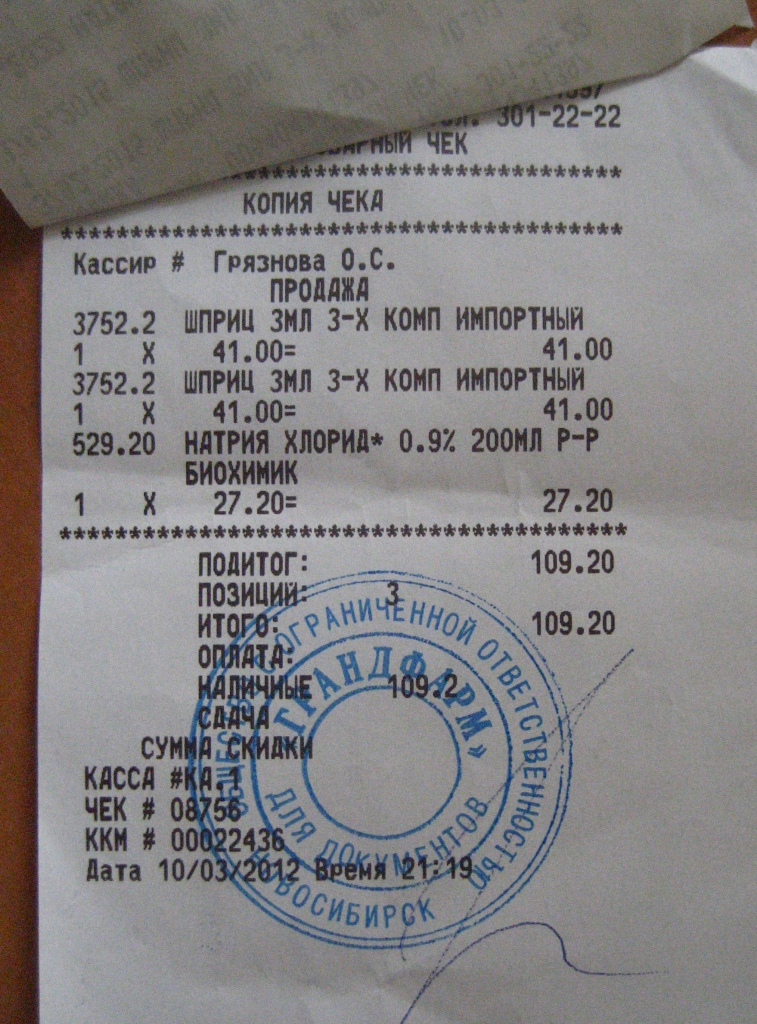 301-22-22
ЧЕК
**************************************
КОПИЯ ЧЕКА
****************************************
Кассир # Грязнова О.С.
ПРОДАЖА
3752.2 ШПРИЦ 3МЛ 3-Х КОМП ИМПОРТНЫЙ
1 X 41.00= 41.00
3752.2 ШПРИЦ 3МЛ 3-Х КОМП ИМПОРТНЫЙ
1 X 41.00= 41.00
529.20 НАТРИЯ ХЛОРИД* 0.9% 200МЛ Р-Р
БИОХИМИК
1 X 27.20= 27.20
****************************************
ПОДИТОГ: 109.20
ПОЗИЦИЙ: 3
ИТОГО: 109.20
ОПЛАТА:
НАЛИЧНЫЕ 109.2
СДАЧА
СУММА СКИДКИ
КАССА #КА.1
ЧЕК # 08756
ККМ # 00022436
Дата 10/03/2012 Время 21:19
ОБЩЕСТВО С ОГРАНИЧЕННОЙ ОТВЕТСТВЕННОСТЬЮ
«ГРАНДФАРМ»
ДЛЯ ДОКУМЕНТОВ
НОВОСИБИРСК